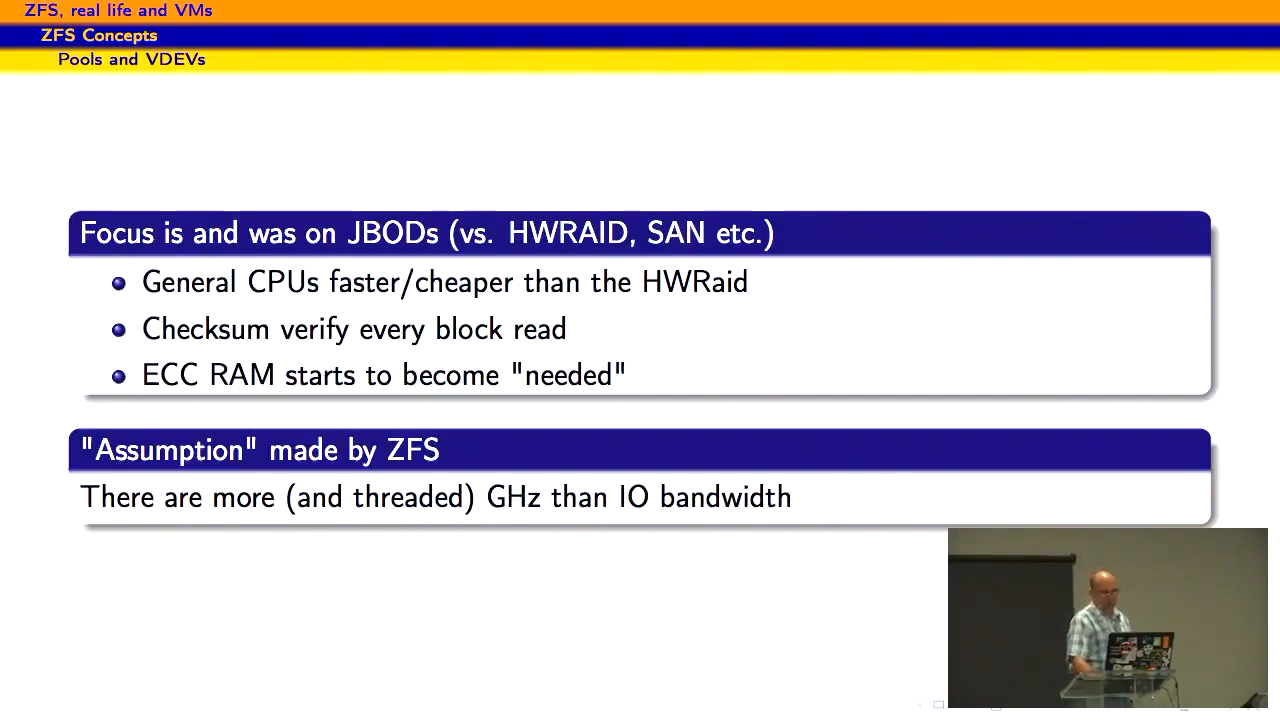 ZFS, real life and VMs
ZFS Concepts
Pools and VDEVs
Focus is and was on JBODs (vs. HWRAID, SAN etc.)
General CPUs faster/cheaper than the HWRaid
Checksum verify every block read
ECC RAM starts to become "needed"
"Assumption" made by ZFS
There are more (and threaded) GHz than IO bandwidth